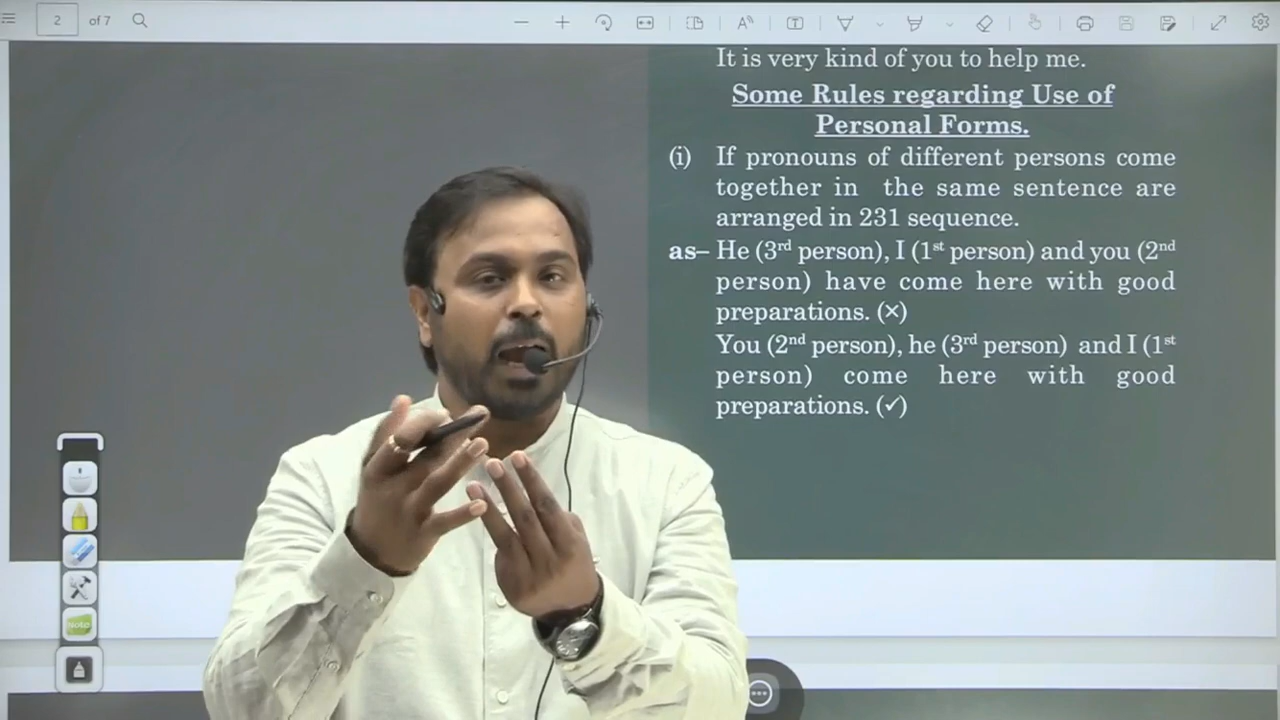 2 of 7
It is very kind of you to help me.
Some Rules regarding Use of
Personal Forms.
(i) If pronouns of different persons come
together in the same sentence are
arranged in 231 sequence.
as– He (3rd person), I (1st person) and you (2nd
person) have come here with good
preparations. (×)
You (2nd person), he (3rd person) and I (1st
person) come here with good
preparations. (✓)
Note